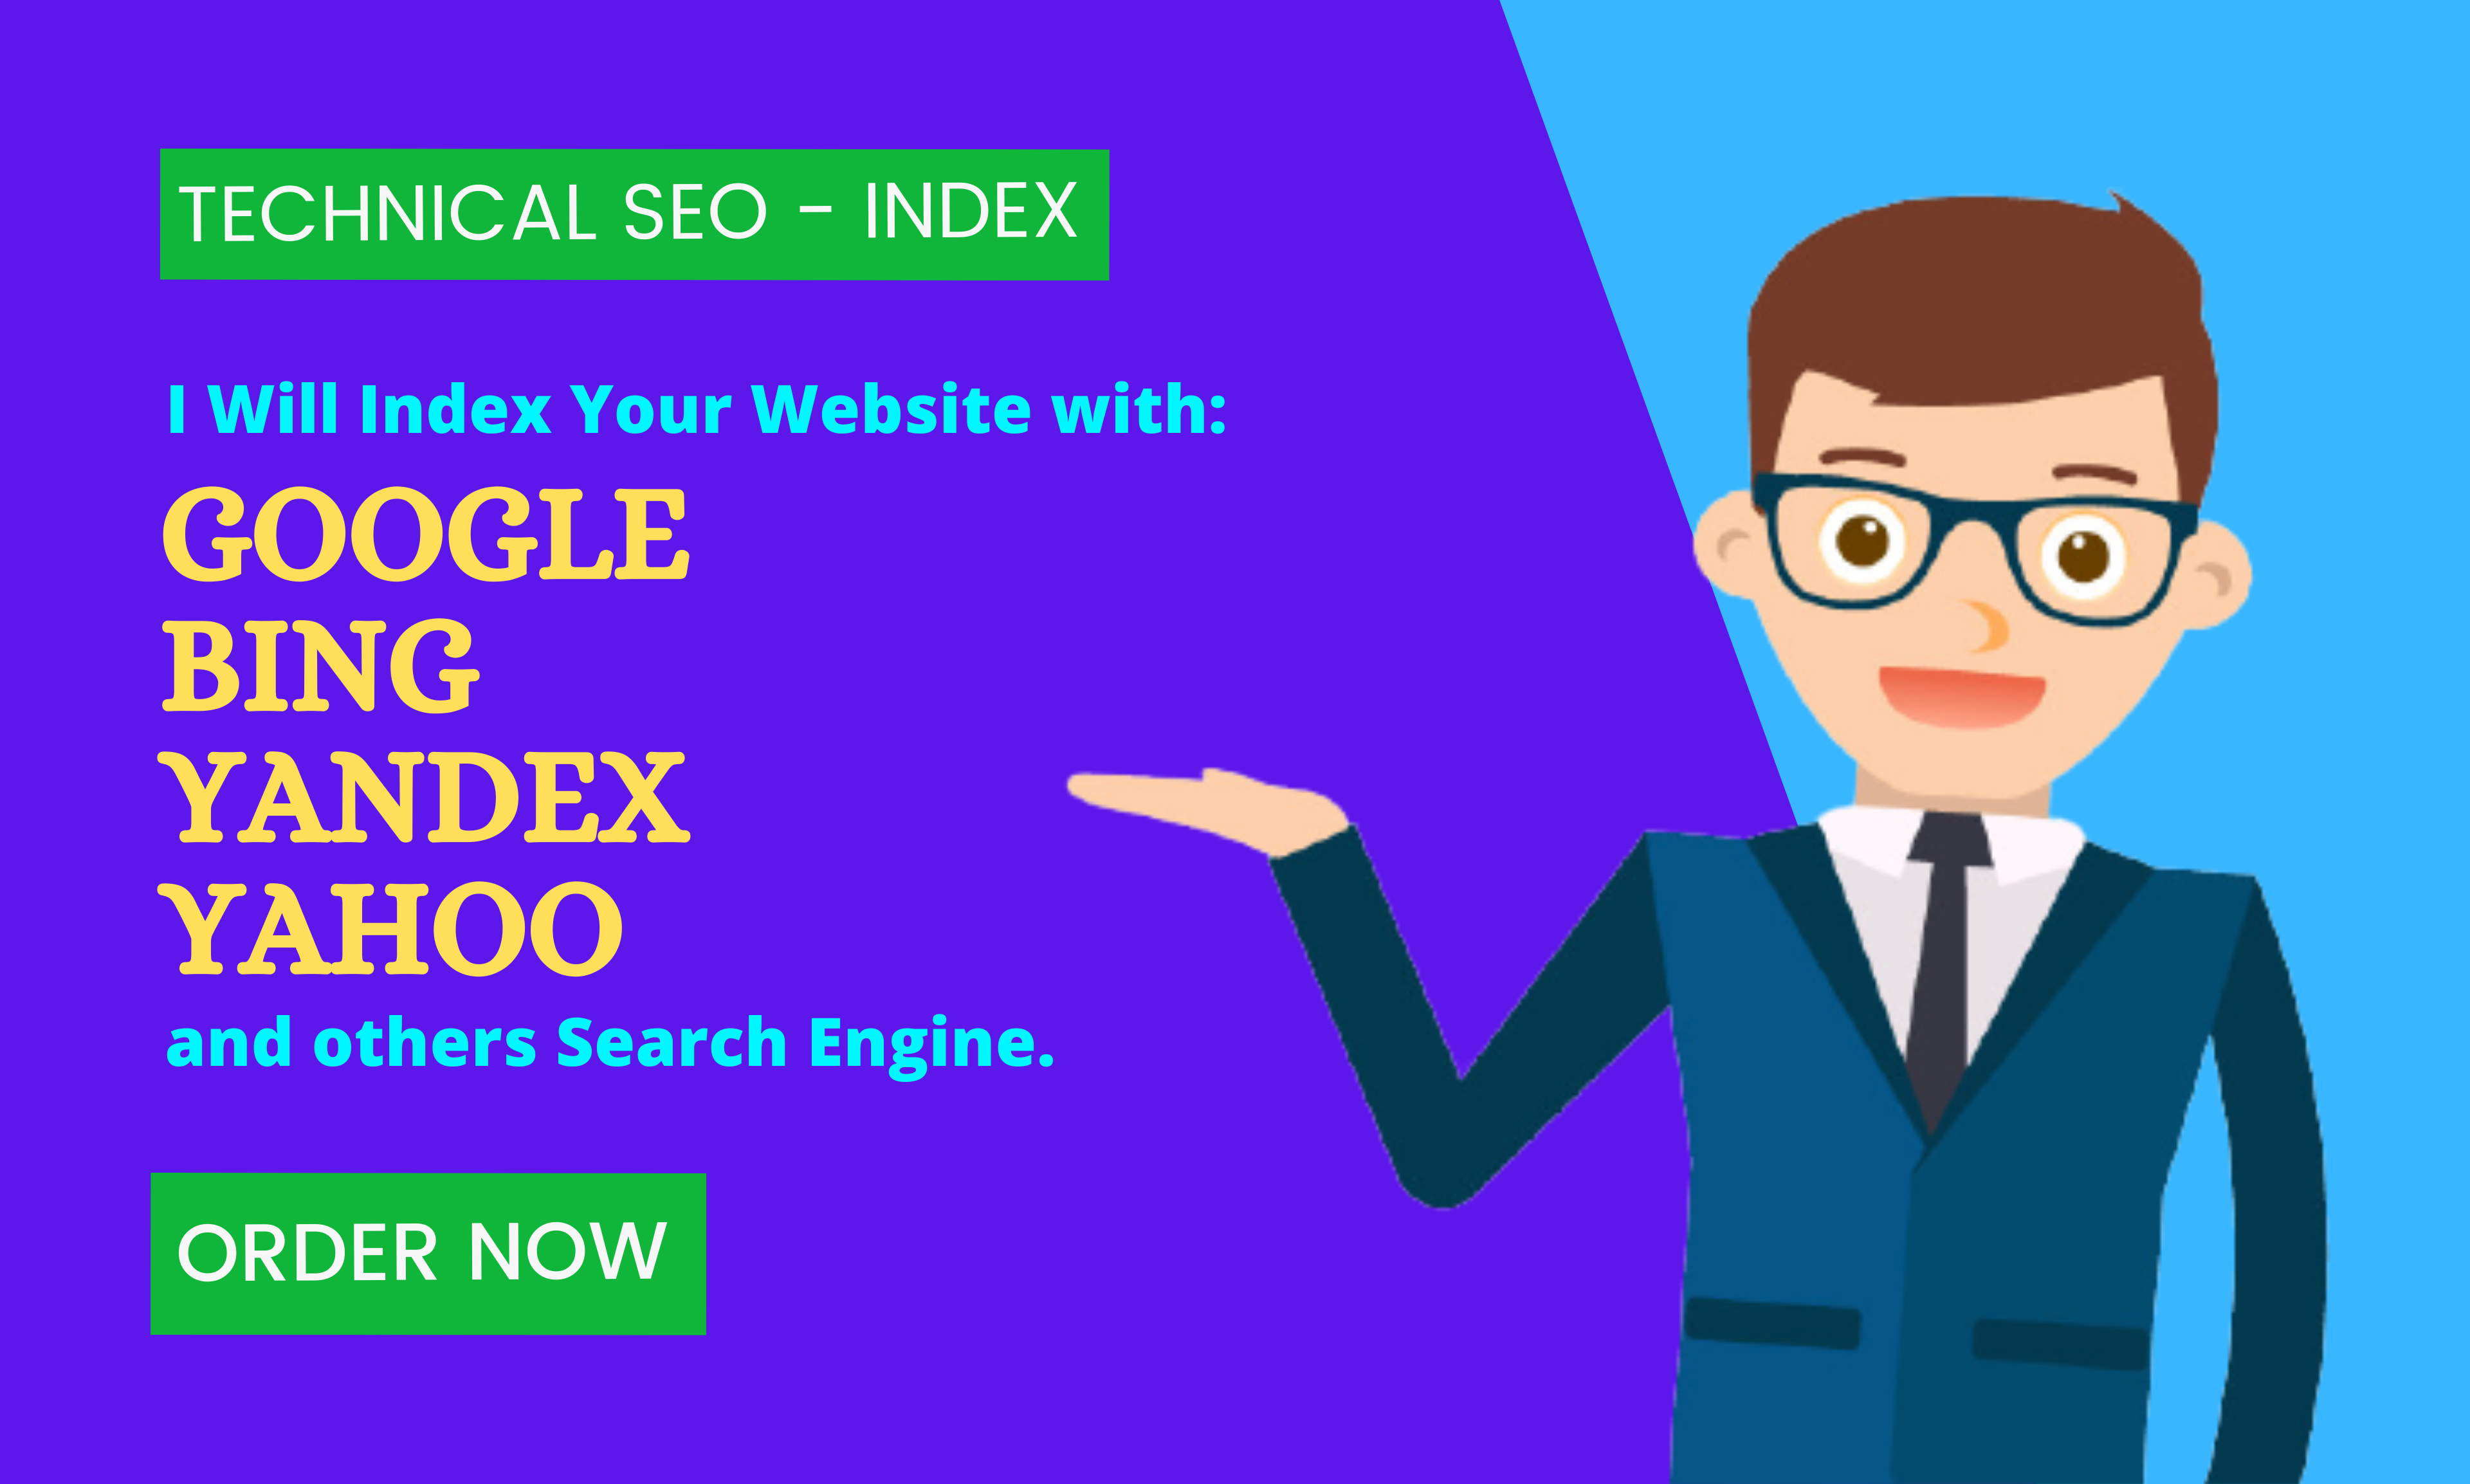 TECHNICAL SEO - INDEX
I Will Index Your Website with:
GOOGLE
BING
YANDEX
YAHOO
and others Search Engine.
ORDER NOW